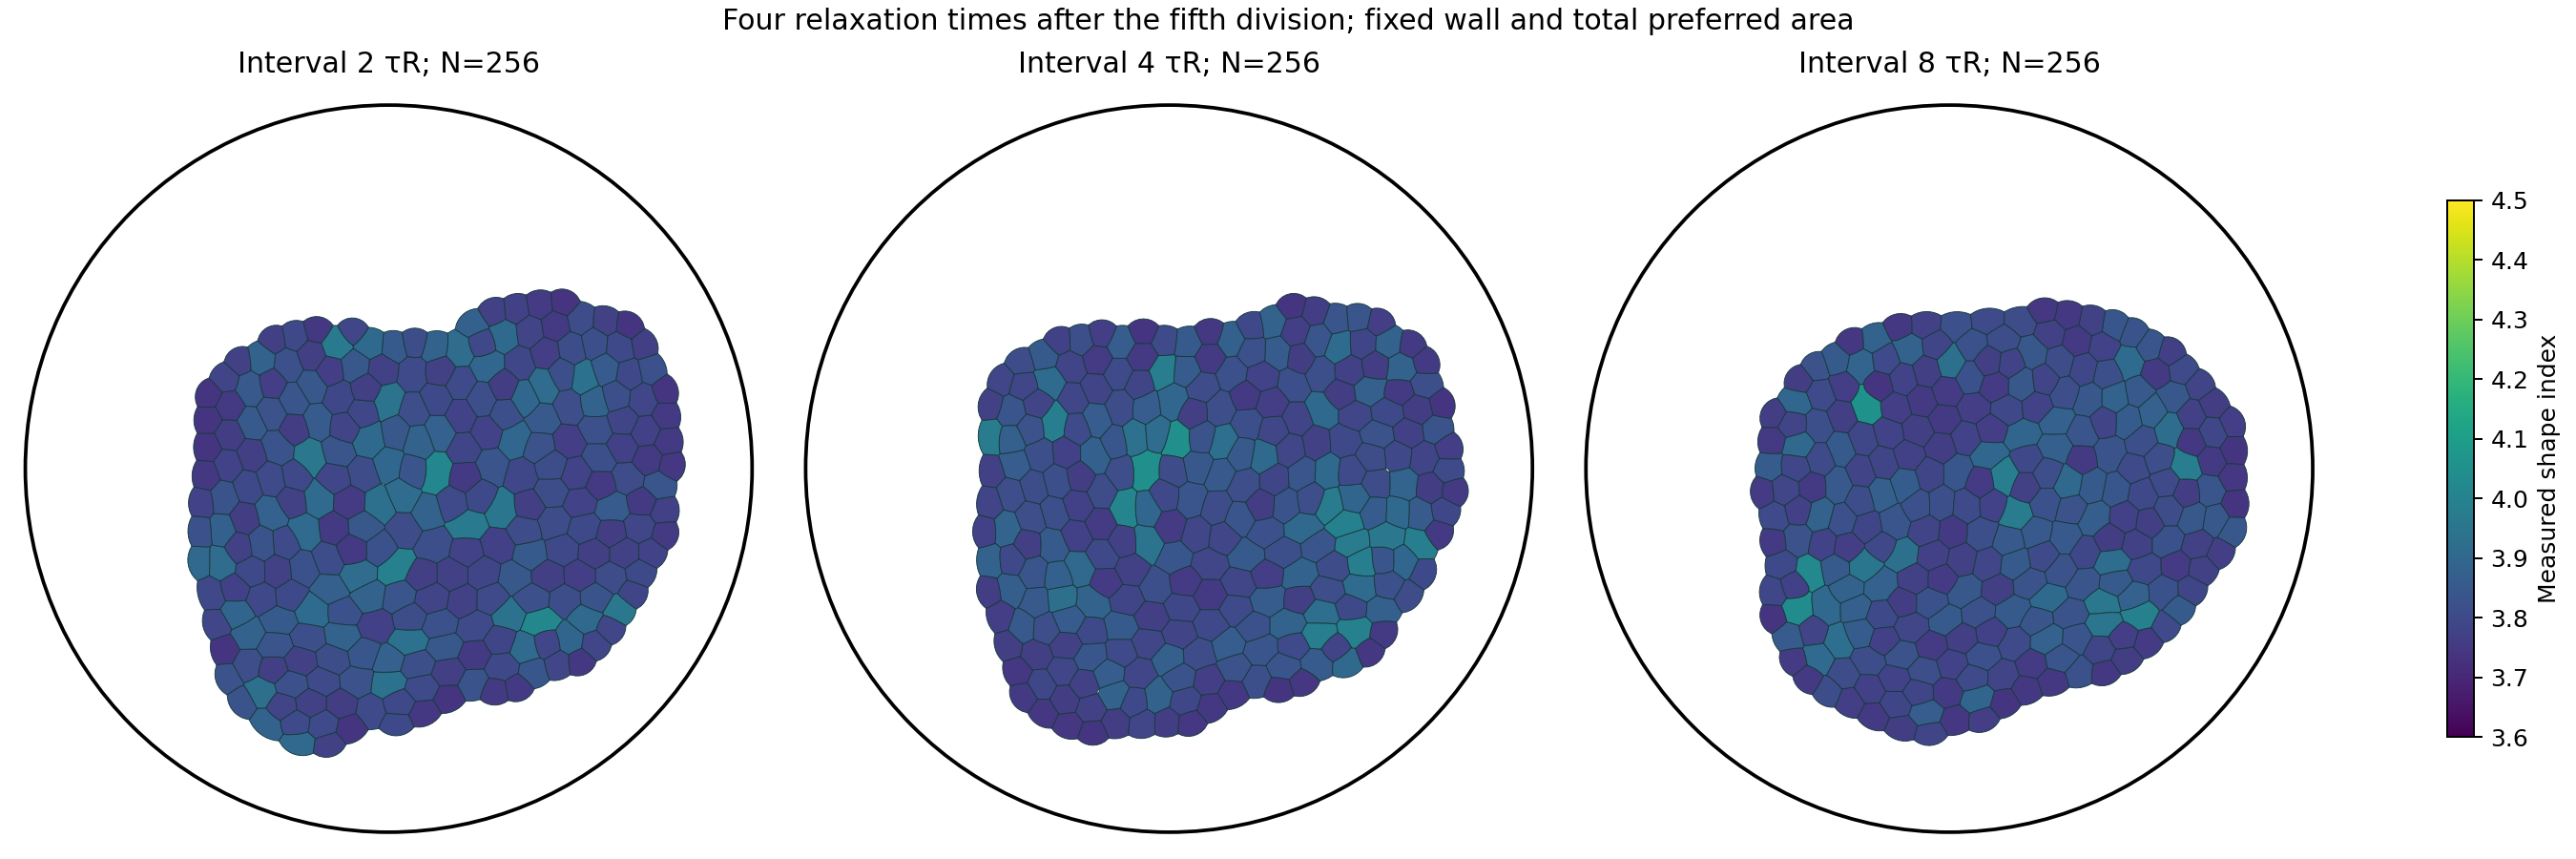 Four relaxation times after the fifth division; fixed wall and total preferred area
Interval 2 τR; N=256
Interval 4 τR; N=256
Interval 8 τR; N=256
4.5
4.4
4.3
4.2
4.1
4.0
3.9
3.8
3.7
3.6
Measured shape index